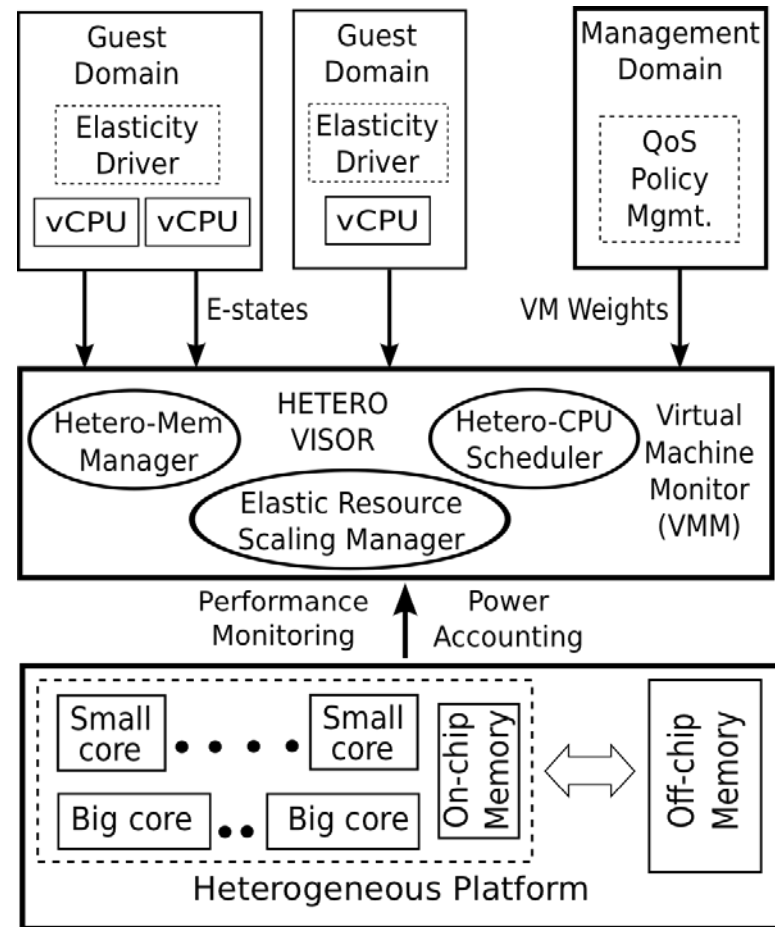 Guest
Domain
Elasticity
Driver
vCPU
vCPU
Guest
Domain
Elasticity
Driver
vCPU
Management
Domain
QoS
Policy
Mgmt.
E-states
VM Weights
Hetero-Mem
Manager
HETERO
VISOR
Hetero-CPU
Scheduler
Elastic Resource
Scaling Manager
Virtual
Machine
Monitor
(VMM)
Performance
Monitoring
Power
Accounting
Small
core
Small
core
Big core
Big core
On-chip
Memory
Off-chip
Memory
Heterogeneous Platform